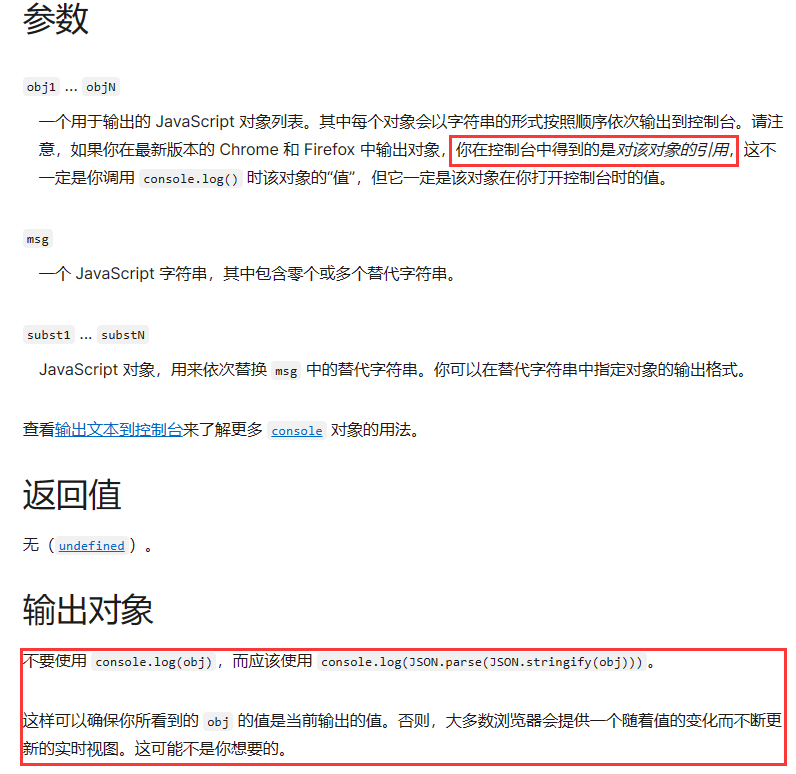 参数
obj1 … objN
一个用于输出的 JavaScript 对象列表。其中每个对象会以字符串的形式按照顺序依次输出到控制台。请注
意，如果你在最新版本的 Chrome 和 Firefox 中输出对象，你在控制台中得到的是对该对象的引用，这不
一定是你调用 console.log() 时该对象的“值”，但它一定是该对象在你打开控制台时的值。
msg
一个 JavaScript 字符串，其中包含零个或多个替代字符串。
subst1 … substN
JavaScript 对象，用来依次替换 msg 中的替代字符串。你可以在替代字符串中指定对象的输出格式。
查看输出文本到控制台来了解更多 console 对象的用法。
返回值
无（undefined）。
输出对象
不要使用 console.log(obj)，而应该使用 console.log(JSON.parse(JSON.stringify(obj)))。
这样可以确保你所看到的 obj 的值是当前输出的值。否则，大多数浏览器会提供一个随着值的变化而不断更
新的实时视图。这可能不是你想要的。